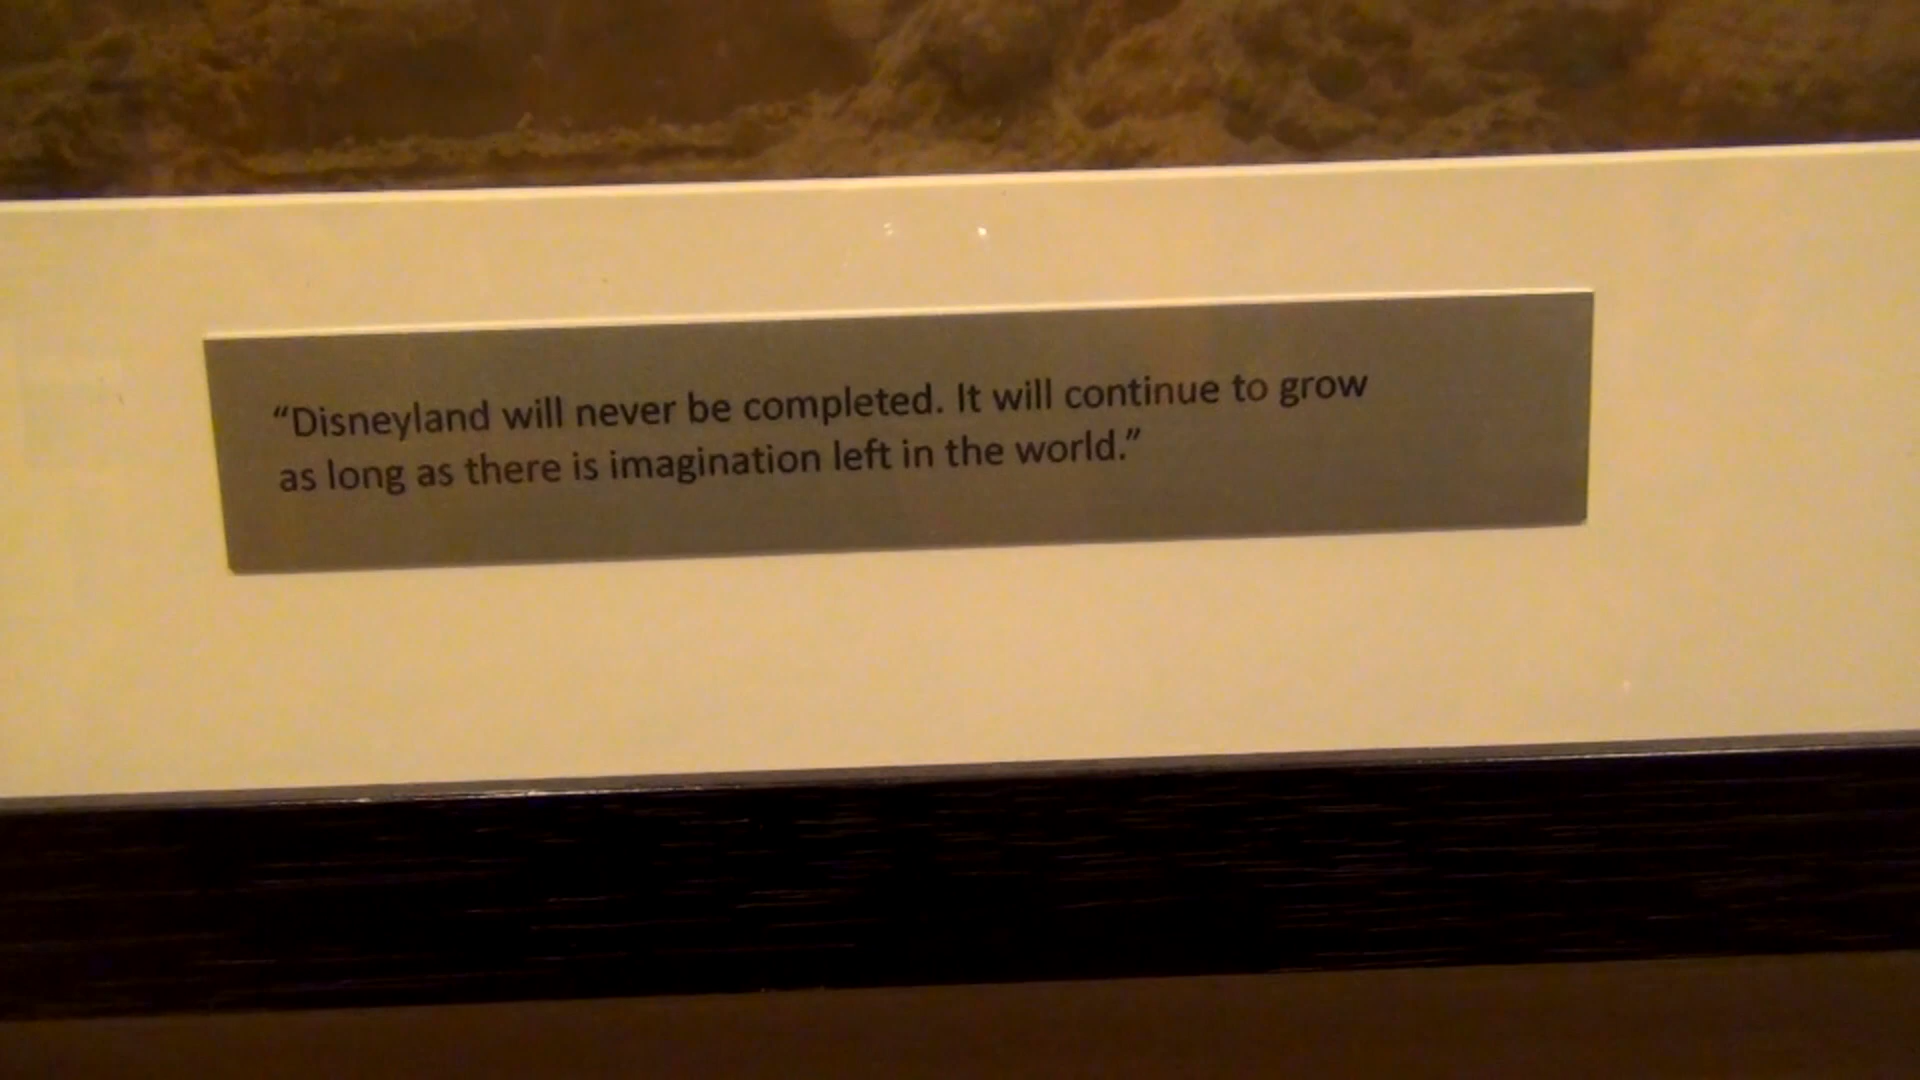 “Disneyland will never be completed. It will continue to grow
as long as there is imagination left in the world.”